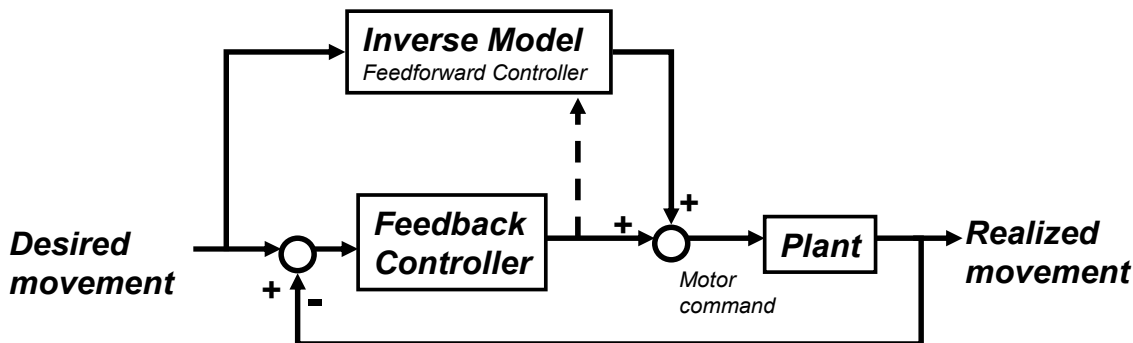 Inverse Model
Feedforward Controller
+
+
Feedback
Controller
Desired
movement
+
-
Plant
Realized
movement
Motor
command